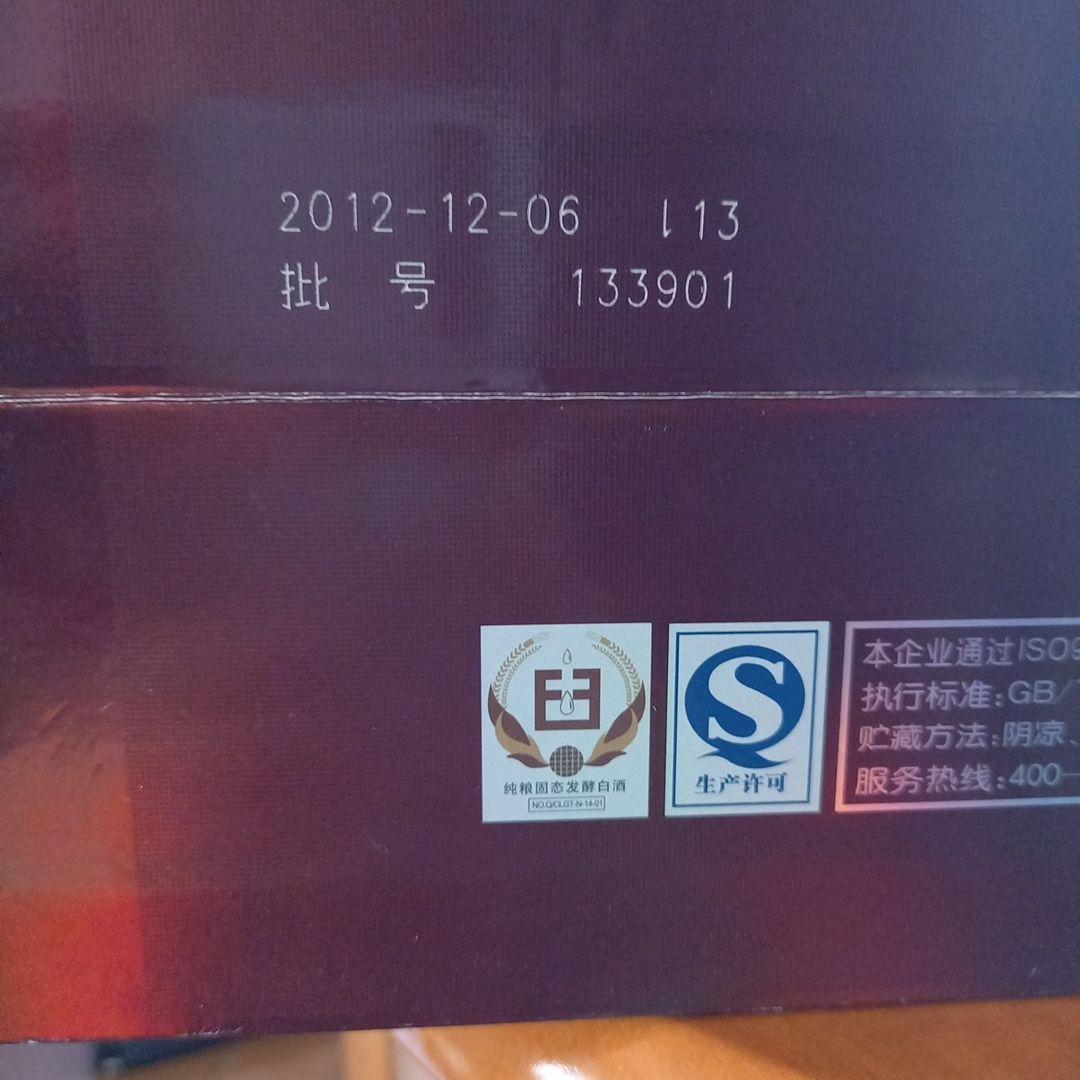 2012-12-06 113
批号 133901
纯粮固态发酵白酒
NO.Q/CLGT-N-14-01
生产许可
本企业通过ISO9
执行标准:GB/
贮藏方法:阴凉、
服务热线:400-